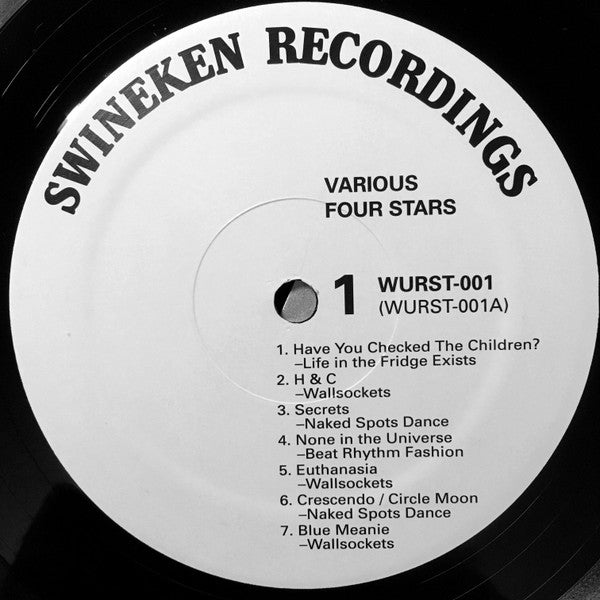 SWINEKEN RECORDINGS
VARIOUS
FOUR STARS
1
WURST-001
(WURST-001A)
1. Have You Checked The Children?
–Life in the Fridge Exists
2. H & C
–Wallsockets
3. Secrets
–Naked Spots Dance
4. None in the Universe
–Beat Rhythm Fashion
5. Euthanasia
–Wallsockets
6. Crescendo / Circle Moon
–Naked Spots Dance
7. Blue Meanie
–Wallsockets